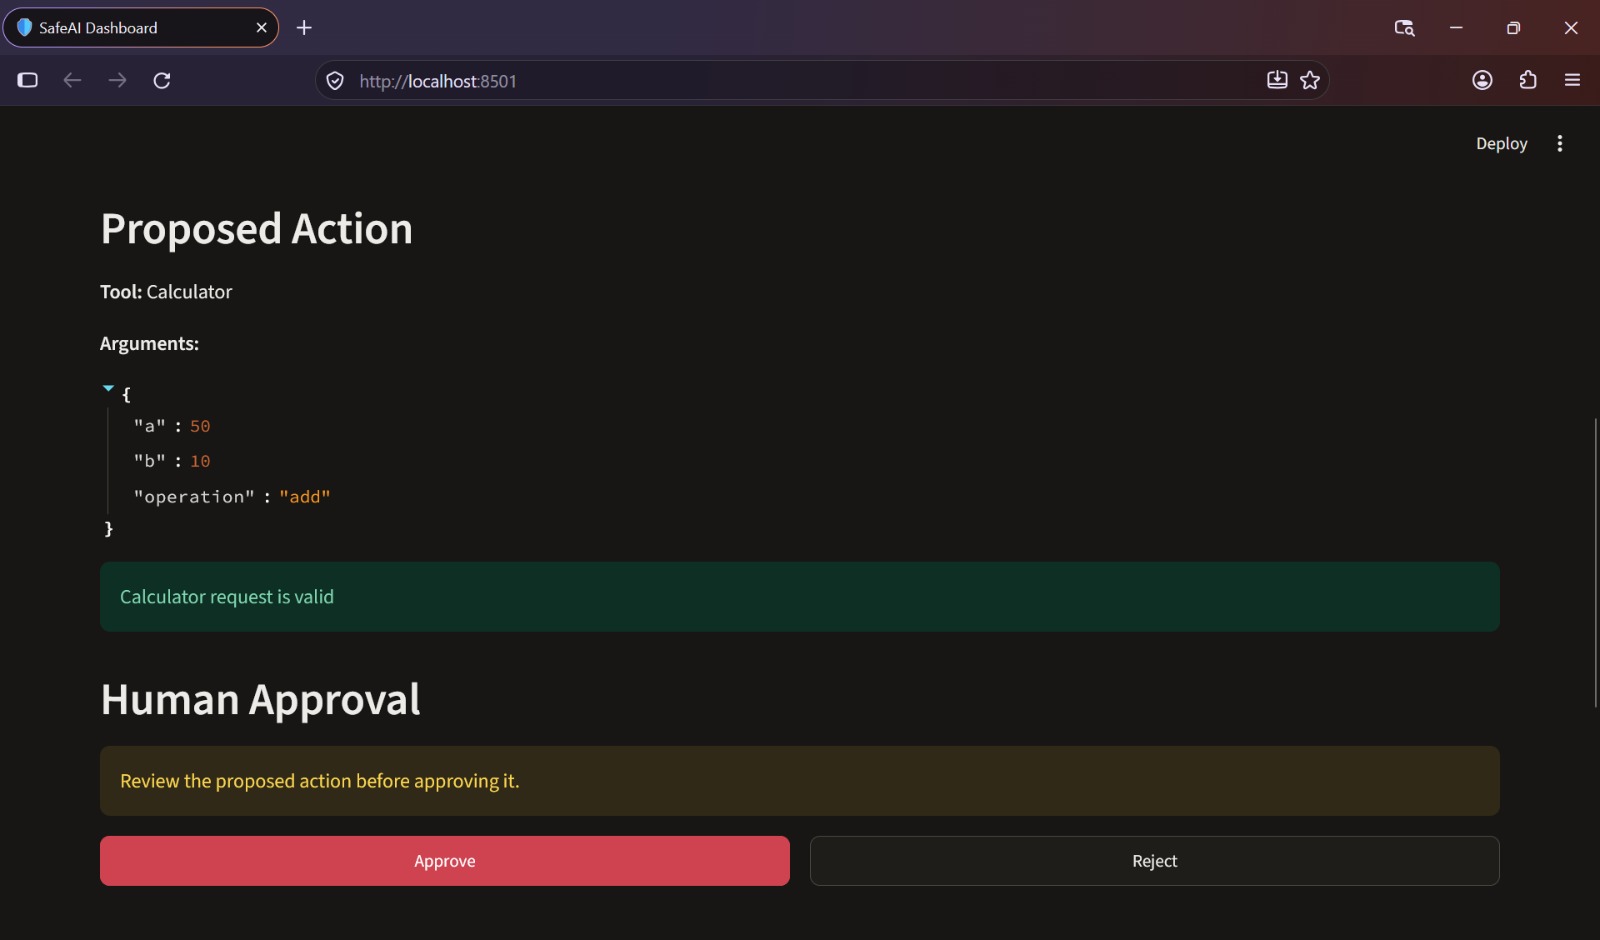 SafeAI Dashboard
http://localhost:8501
Deploy
Proposed Action
Tool: Calculator
Arguments:
{
"a" : 50
"b" : 10
"operation" : "add"
}
Calculator request is valid
Human Approval
Review the proposed action before approving it.
Approve
Reject